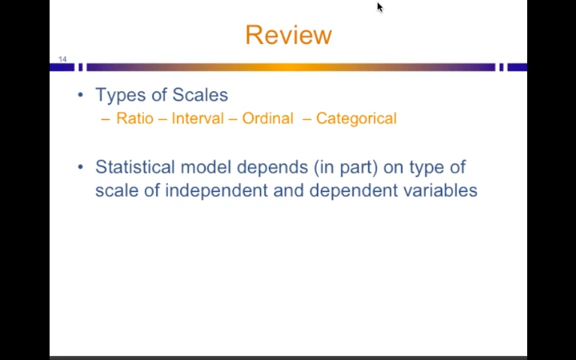 Review
14
• Types of Scales
– Ratio – Interval – Ordinal – Categorical
• Statistical model depends (in part) on type of
scale of independent and dependent variables